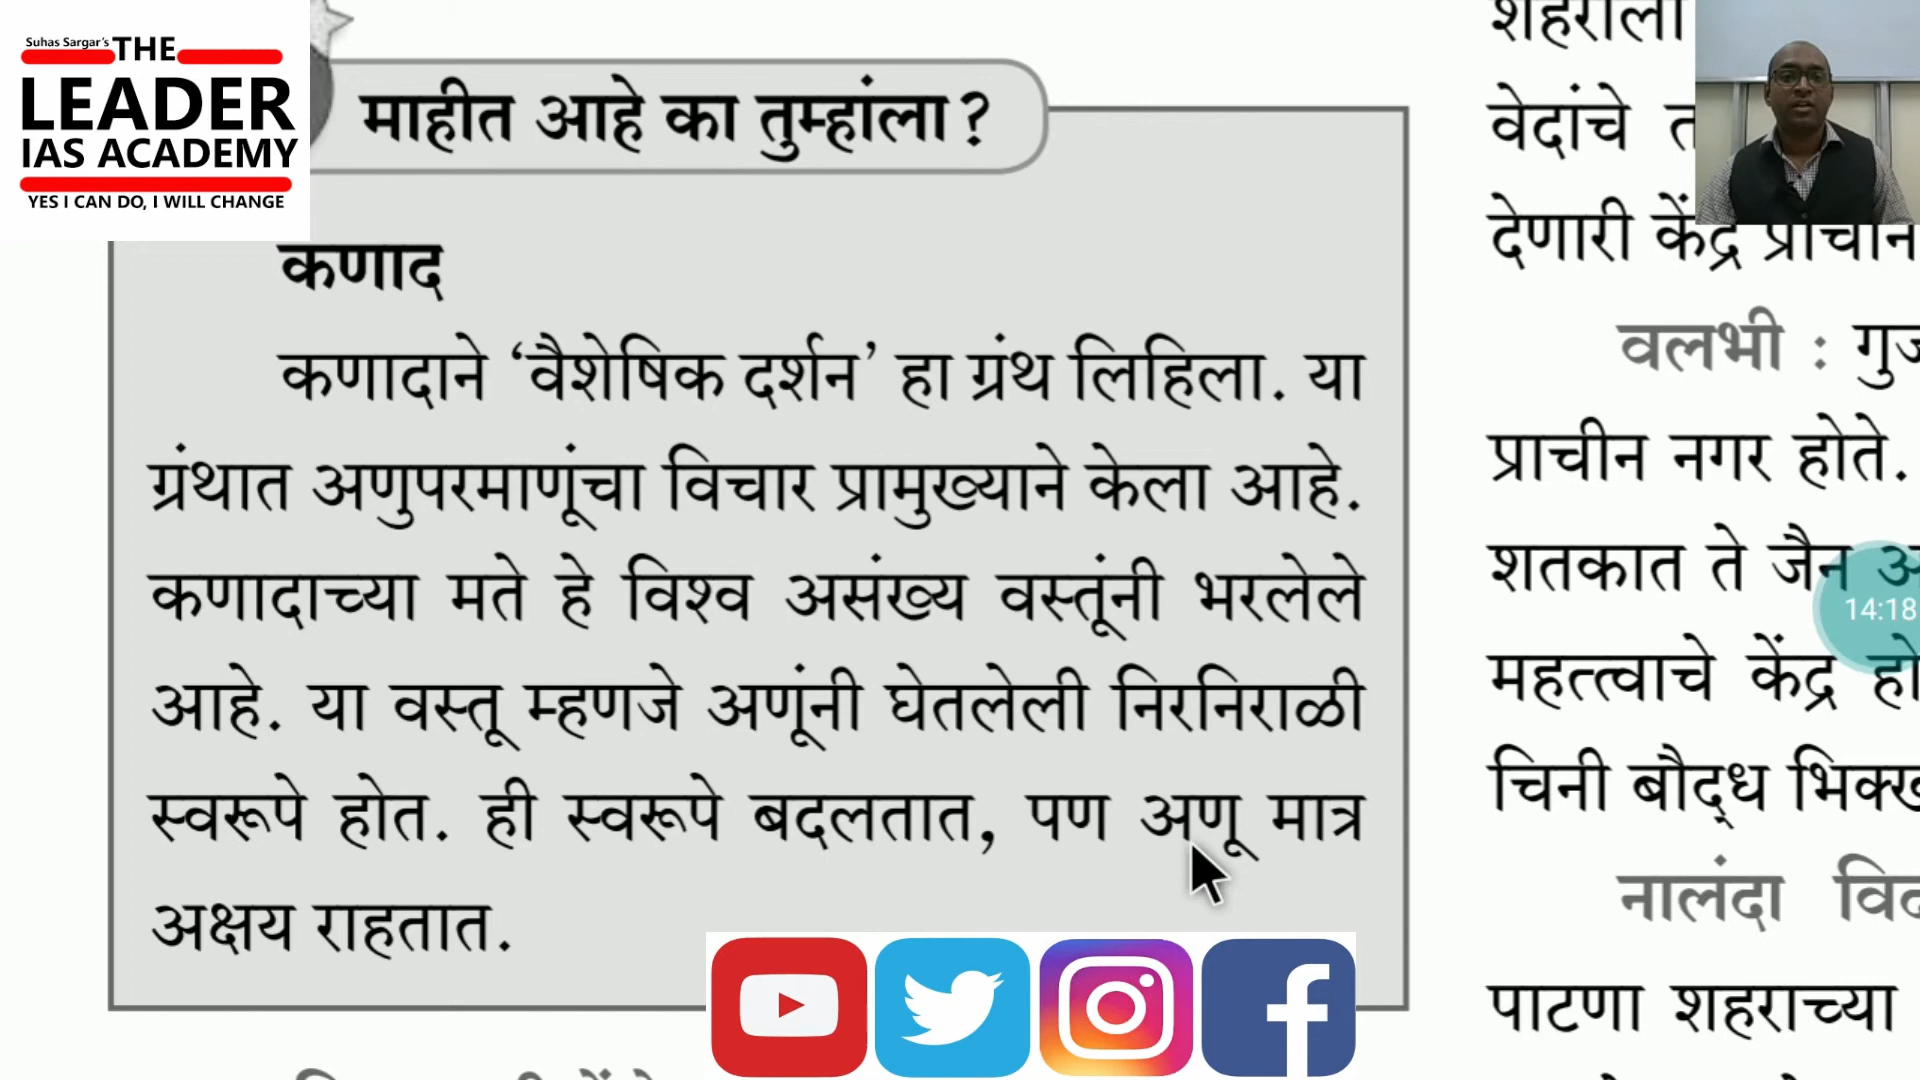 Suhas Sargar's THE
LEADER
IAS ACADEMY
YES I CAN DO, I WILL CHANGE
माहीत आहे का तुम्हांला?
कणाद
कणादाने ‘वैशेषिक दर्शन’ हा ग्रंथ लिहिला. या
ग्रंथात अणुपरमाणूंचा विचार प्रामुख्याने केला आहे.
कणादाच्या मते हे विश्व असंख्य वस्तूंनी भरलेले
आहे. या वस्तू म्हणजे अणूंनी घेतलेली निरनिराळी
स्वरूपे होत. ही स्वरूपे बदलतात, पण अणू मात्र
अक्षय राहतात.
शहराला
वेदांचे
देणारी केंद्र प्राचीन
वलभी :
प्राचीन नगर होते.
शतकात ते जैन
महत्त्वाचे केंद्र
चिनी बौद्ध
नालंदा
पाटणा शहराच्या
14:18